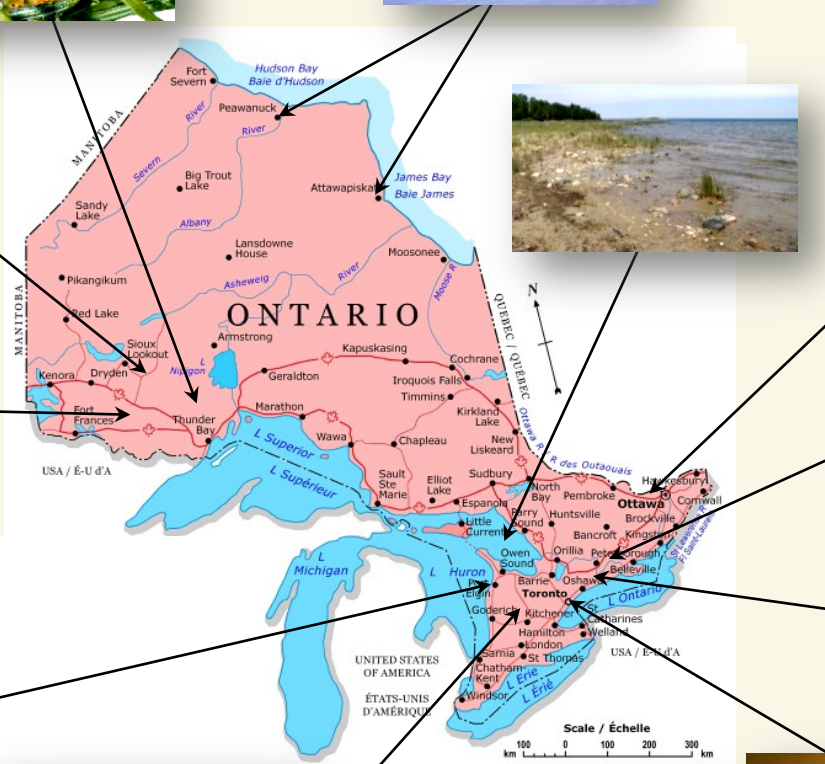 Hudson Bay
Baie d'Hudson
Fort
Severn
Peawanuck
River
River
MANITOBA
Severn
Big Trout
Lake
James Bay
Baie James
Attawapiskat
Sandy
Lake
Albany
Lansdowne
House
Moosonee
River
Pikangikum
Asheweig
Moose R
N
MANITOBA
QUEBEC / QUÉBEC
Red Lake
ONTARIO
Armstrong
Sioux
Lookout
L
Nipigon
Kapuskasing
Cochrane
Kenora
Dryden
Geraldton
Iroquois Falls
Timmins
Fort
Frances
Thunder
Bay
Marathon
Kirkland
Lake
Wawa
Chapleau
New
Liskeard
Ottawa R / R des Outaouais
L Superior
L Supérieur
USA / É-U d'A
Sault
Ste
Marie
Elliot
Lake
Sudbury
North
Bay
Pembroke
Hawkesbury
Ottawa
Cornwall
Espanola
Little
Current
Parry
Sound
Huntsville
Brockville
St Lawrence R
Fl Saint-Laurent
Bancroft
Kingston
Owen
Sound
Orillia
Peterborough
Belleville
L
Michigan
L Huron
Port
Elgin
Barrie
Oshawa
Toronto
L Ontario
Goderich
Kitchener
St
Catharines
Hamilton
Welland
London
St Thomas
USA / É-U d'A
Sarnia
Chatham-
Kent
L Erie
L Érié
Windsor
UNITED STATES
OF AMERICA
ÉTATS-UNIS
D'AMÉRIQUE
Scale / Échelle
100 0 100 200 300
km km